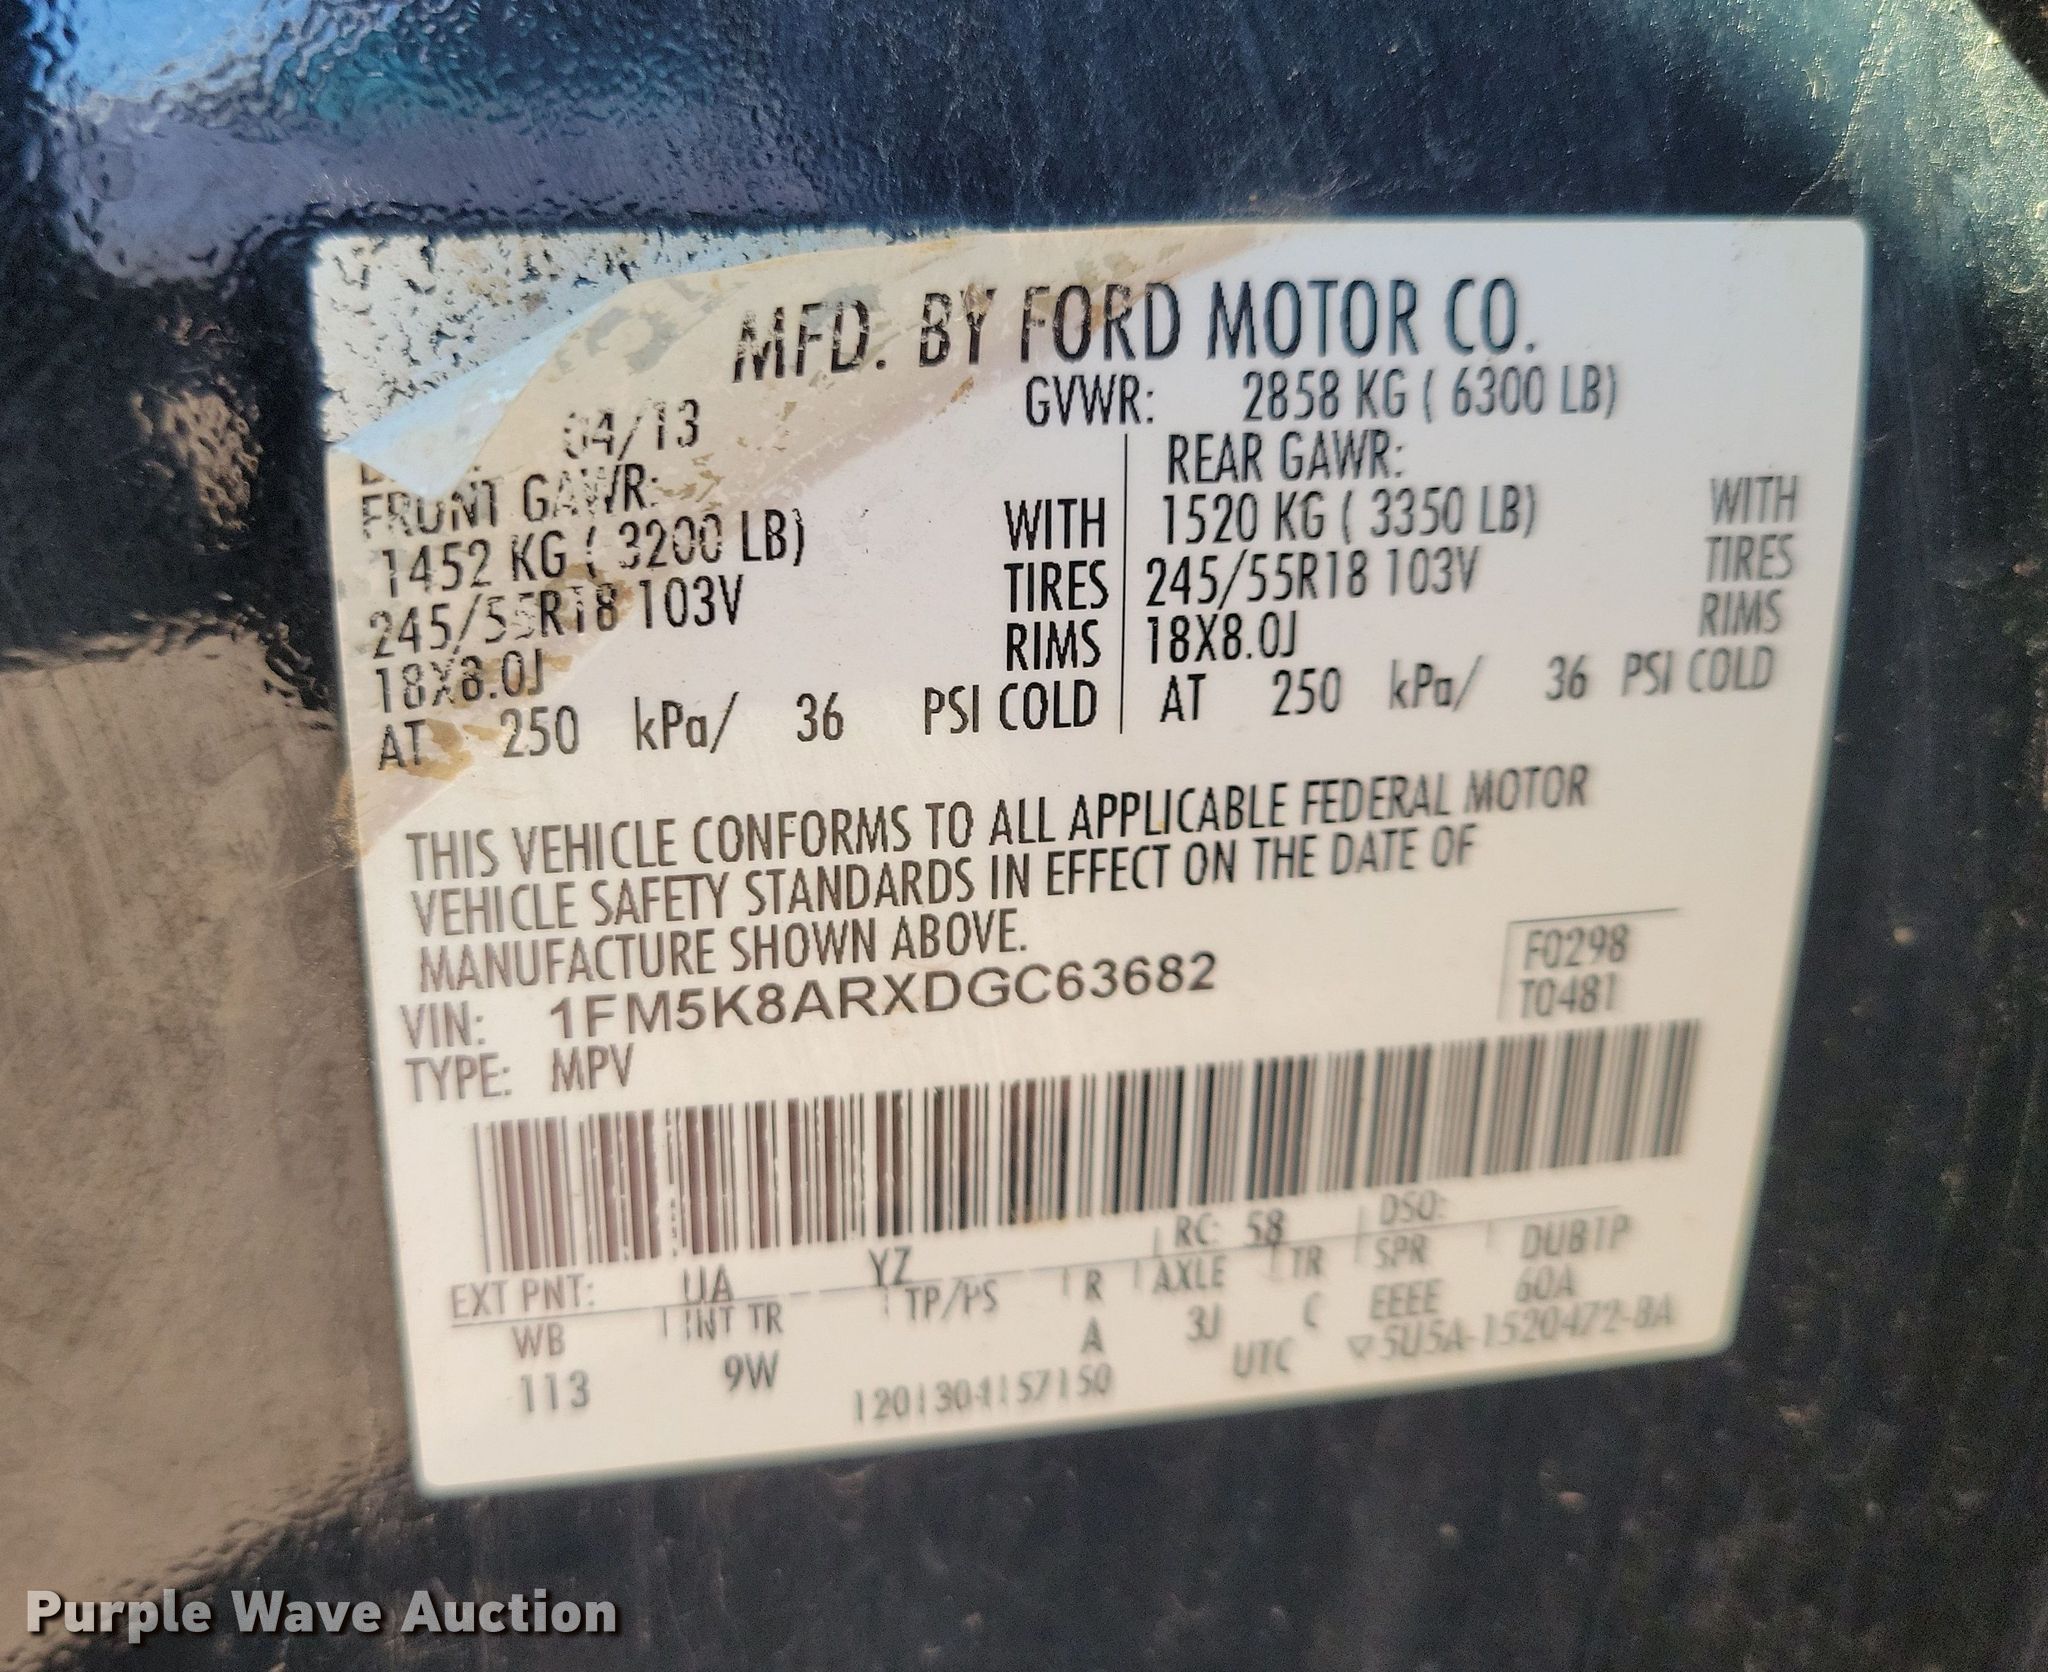 MFD. BY FORD MOTOR CO.
04/13 GVWR: 2858 KG ( 6300 LB)
FRONT GAWR: REAR GAWR:
1452 KG ( 3200 LB) WITH 1520 KG ( 3350 LB) WITH
245/55R18 103V TIRES 245/55R18 103V TIRES
18X8.0J RIMS 18X8.0J RIMS
AT 250 kPa/ 36 PSI COLD AT 250 kPa/ 36 PSI COLD
THIS VEHICLE CONFORMS TO ALL APPLICABLE FEDERAL MOTOR
VEHICLE SAFETY STANDARDS IN EFFECT ON THE DATE OF
MANUFACTURE SHOWN ABOVE.
VIN: 1FM5K8ARXDGC63682
TYPE: MPV
F0298
T0481
EXT PNT: UA YZ RC: 58 DSO:
WB INT TR TP/PS R AXLE TR SPR DUB1P
113 9W A 3J C EEEE 60A
1201304157150 UTC ▽5U5A-1520472-BA
Purple Wave Auction